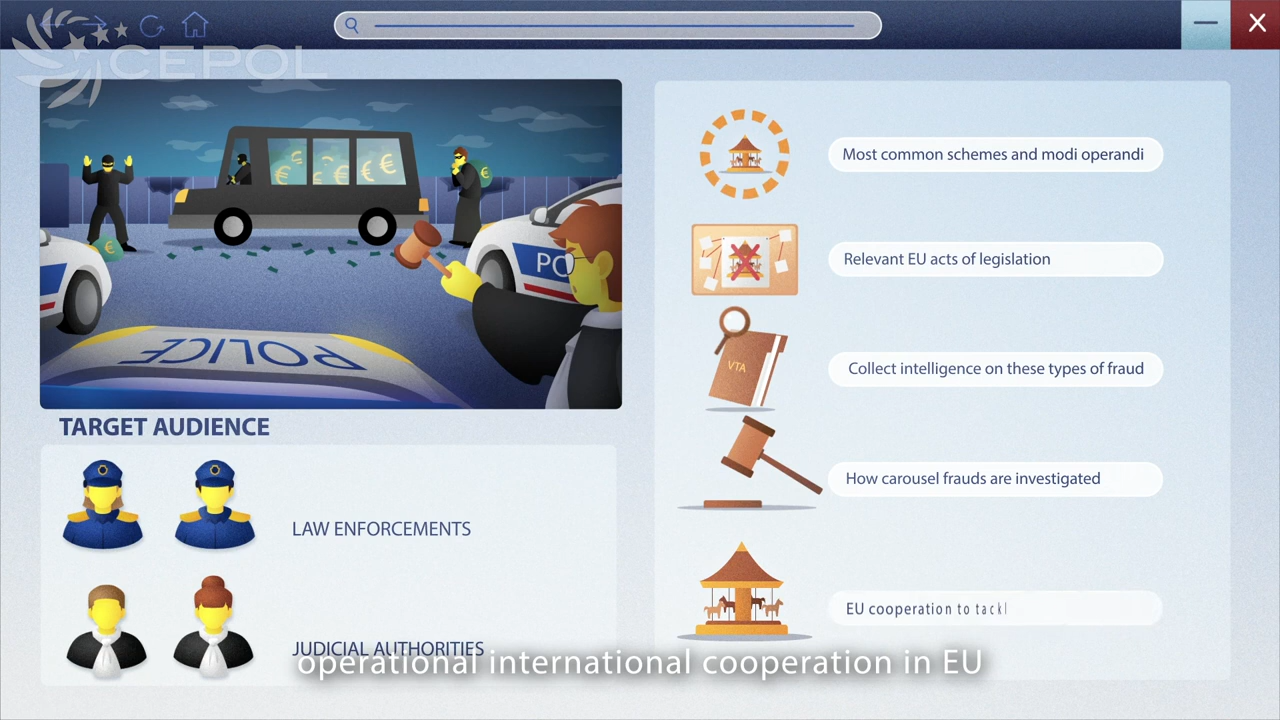 CEPOL
POLICE
PO
TARGET AUDIENCE
LAW ENFORCEMENTS
JUDICIAL AUTHORITIES
Most common schemes and modi operandi
Relevant EU acts of legislation
VTA
Collect intelligence on these types of fraud
How carousel frauds are investigated
EU cooperation to tackl
operational international cooperation in EU